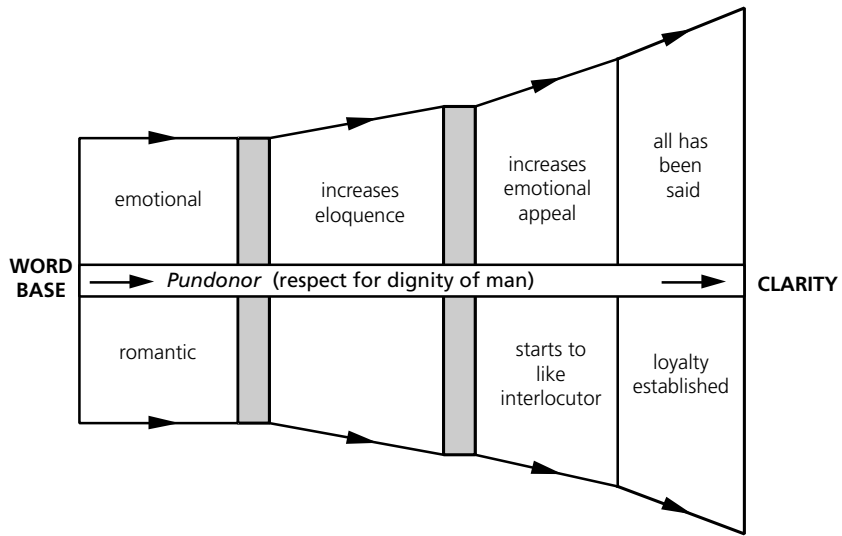 emotional
increases
eloquence
increases
emotional
appeal
all has
been
said
WORD
BASE
Pundonor (respect for dignity of man)
CLARITY
romantic
starts to
like
interlocutor
loyalty
established